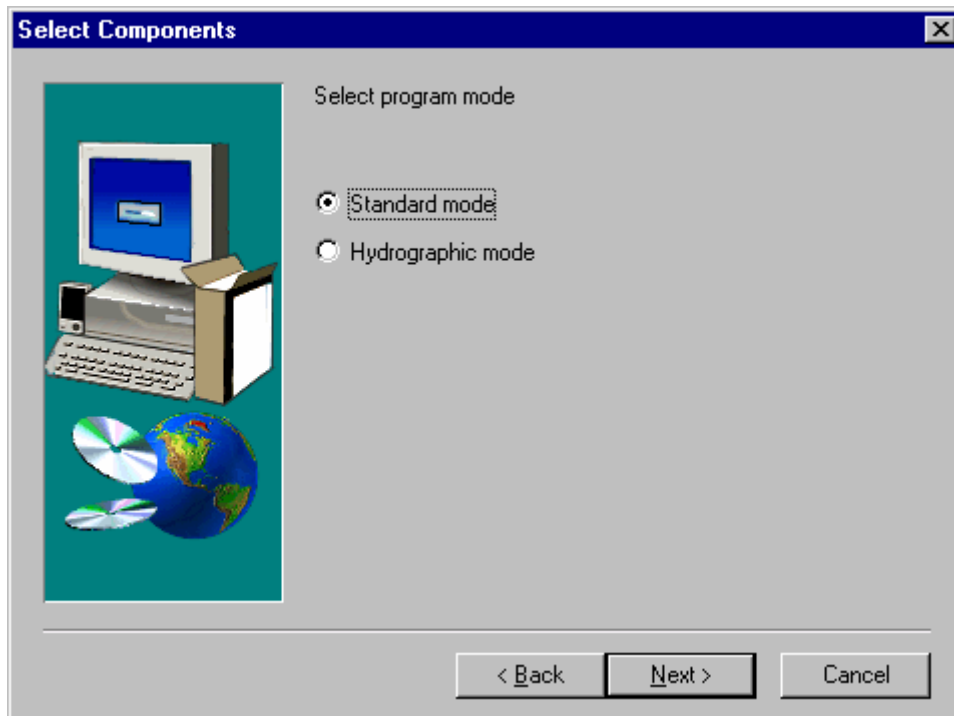 Select Components
Select program mode
Standard mode
Hydrographic mode
< Back
Next >
Cancel